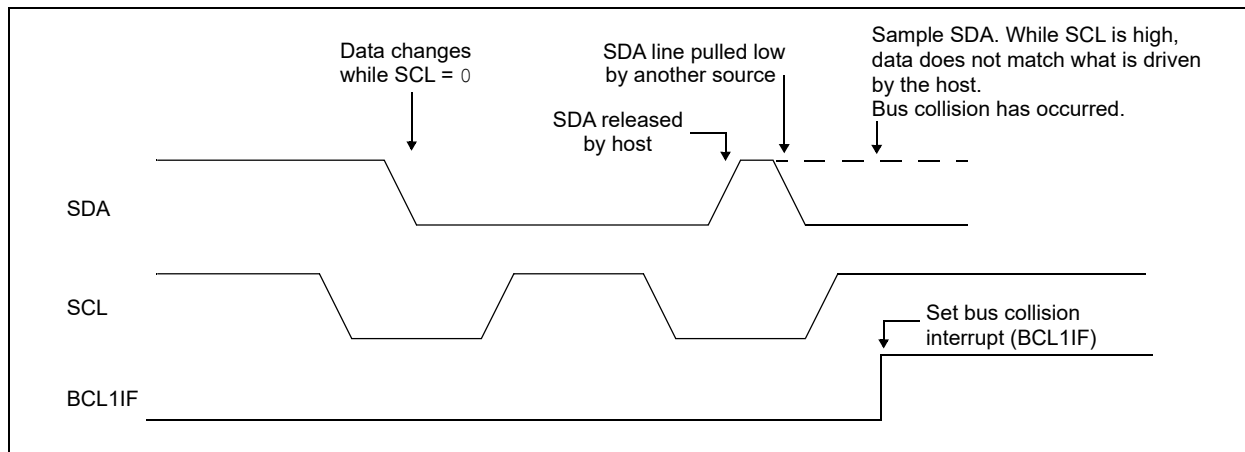 Data changes
while SCL = 0
SDA line pulled low
by another source
Sample SDA. While SCL is high,
data does not match what is driven
by the host.
Bus collision has occurred.
SDA released
by host
SDA
SCL
Set bus collision
interrupt (BCL1IF)
BCL1IF